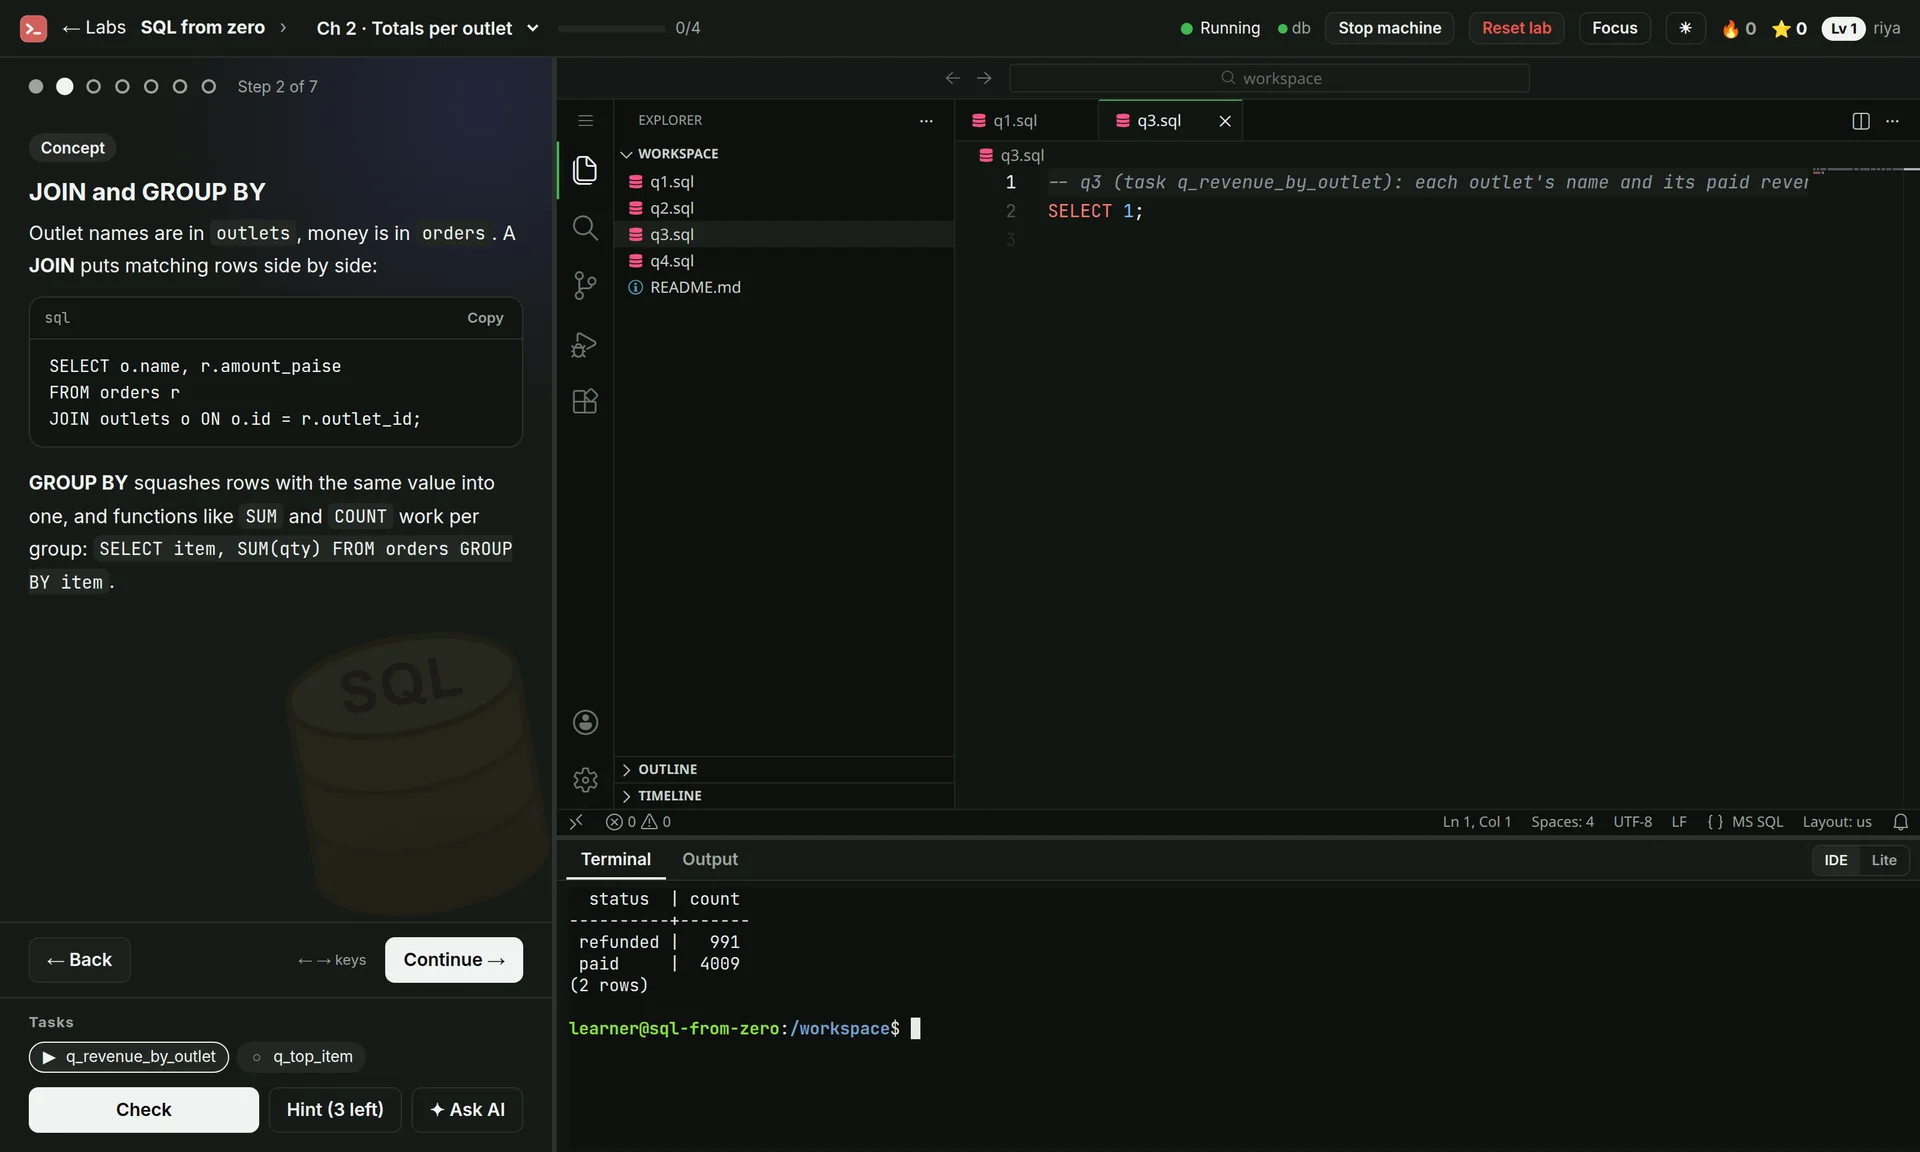 ← Labs SQL from zero › Ch 2 · Totals per outlet 0/4 Running db Stop machine Reset lab Focus ☀ 🔥 0 ⭐ 0 Lv 1 riya
Step 2 of 7
Concept
JOIN and GROUP BY
Outlet names are in outlets, money is in orders. A
JOIN puts matching rows side by side:
sql Copy
SELECT o.name, r.amount_paise
FROM orders r
JOIN outlets o ON o.id = r.outlet_id;
GROUP BY squashes rows with the same value into
one, and functions like SUM and COUNT work per
group: SELECT item, SUM(qty) FROM orders GROUP
BY item.
SQL
← Back ← → keys Continue →
Tasks
▶ q_revenue_by_outlet ○ q_top_item
Check Hint (3 left) ✦ Ask AI
← → workspace
EXPLORER ···
WORKSPACE
q1.sql
q2.sql
q3.sql
q4.sql
README.md
OUTLINE
TIMELINE
q1.sql q3.sql ···
q3.sql
1 -- q3 (task q_revenue_by_outlet): each outlet's name and its paid rever
2 SELECT 1;
3
0 0 Ln 1, Col 1 Spaces: 4 UTF-8 LF { } MS SQL Layout: us
Terminal Output IDE Lite
status | count
----------+-------
refunded | 991
paid | 4009
(2 rows)
learner@sql-from-zero:/workspace$